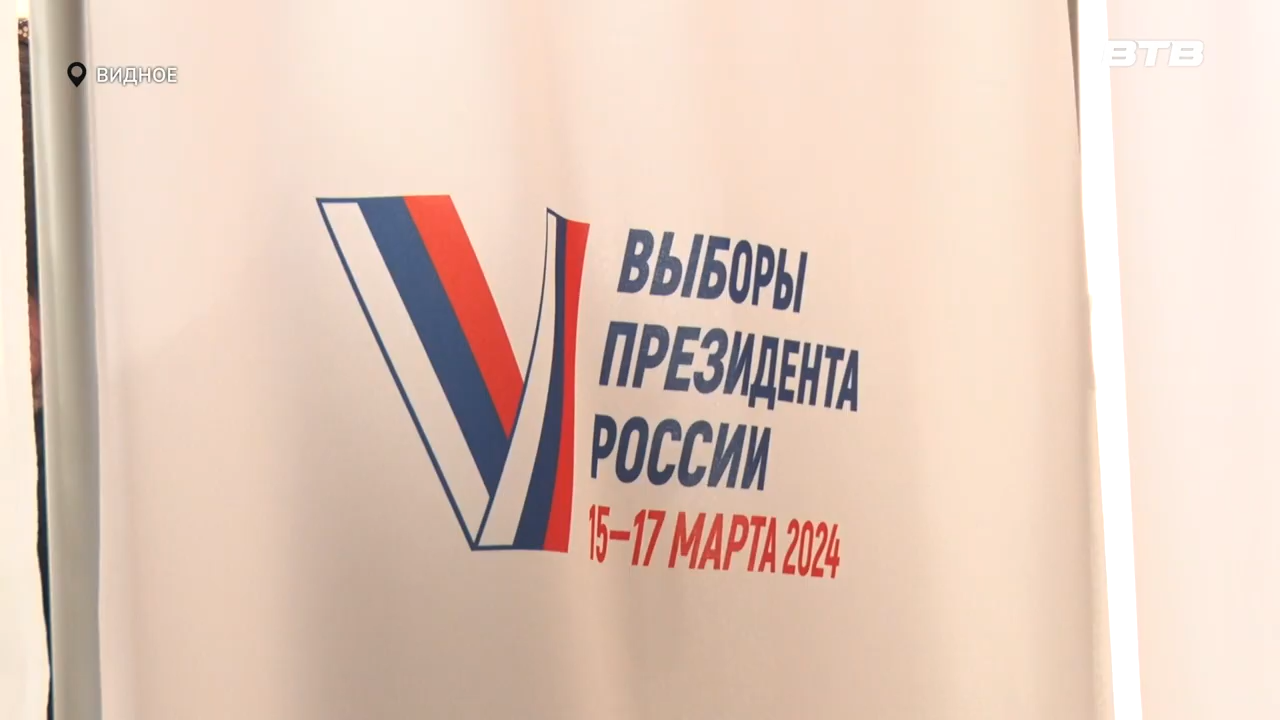 ВИДНОЕ
ВТВ
ВЫБОРЫ
ПРЕЗИДЕНТА
РОССИИ
15–17 МАРТА 2024